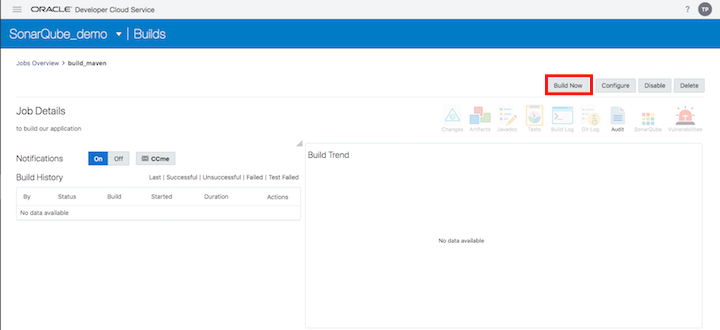 ORACLE Developer Cloud Service
? TP
SonarQube_demo | Builds
Jobs Overview > build_maven
Build Now Configure Disable Delete
Job Details
to build our application
Changes Artifacts Javadoc Tests Build Log Git Log Audit SonarQube Vulnerabilities
Notifications On Off CCme
Build Trend
Build History Last | Successful | Unsuccessful | Failed | Test Failed
By Status Build Started Duration Actions
No data available
No data available